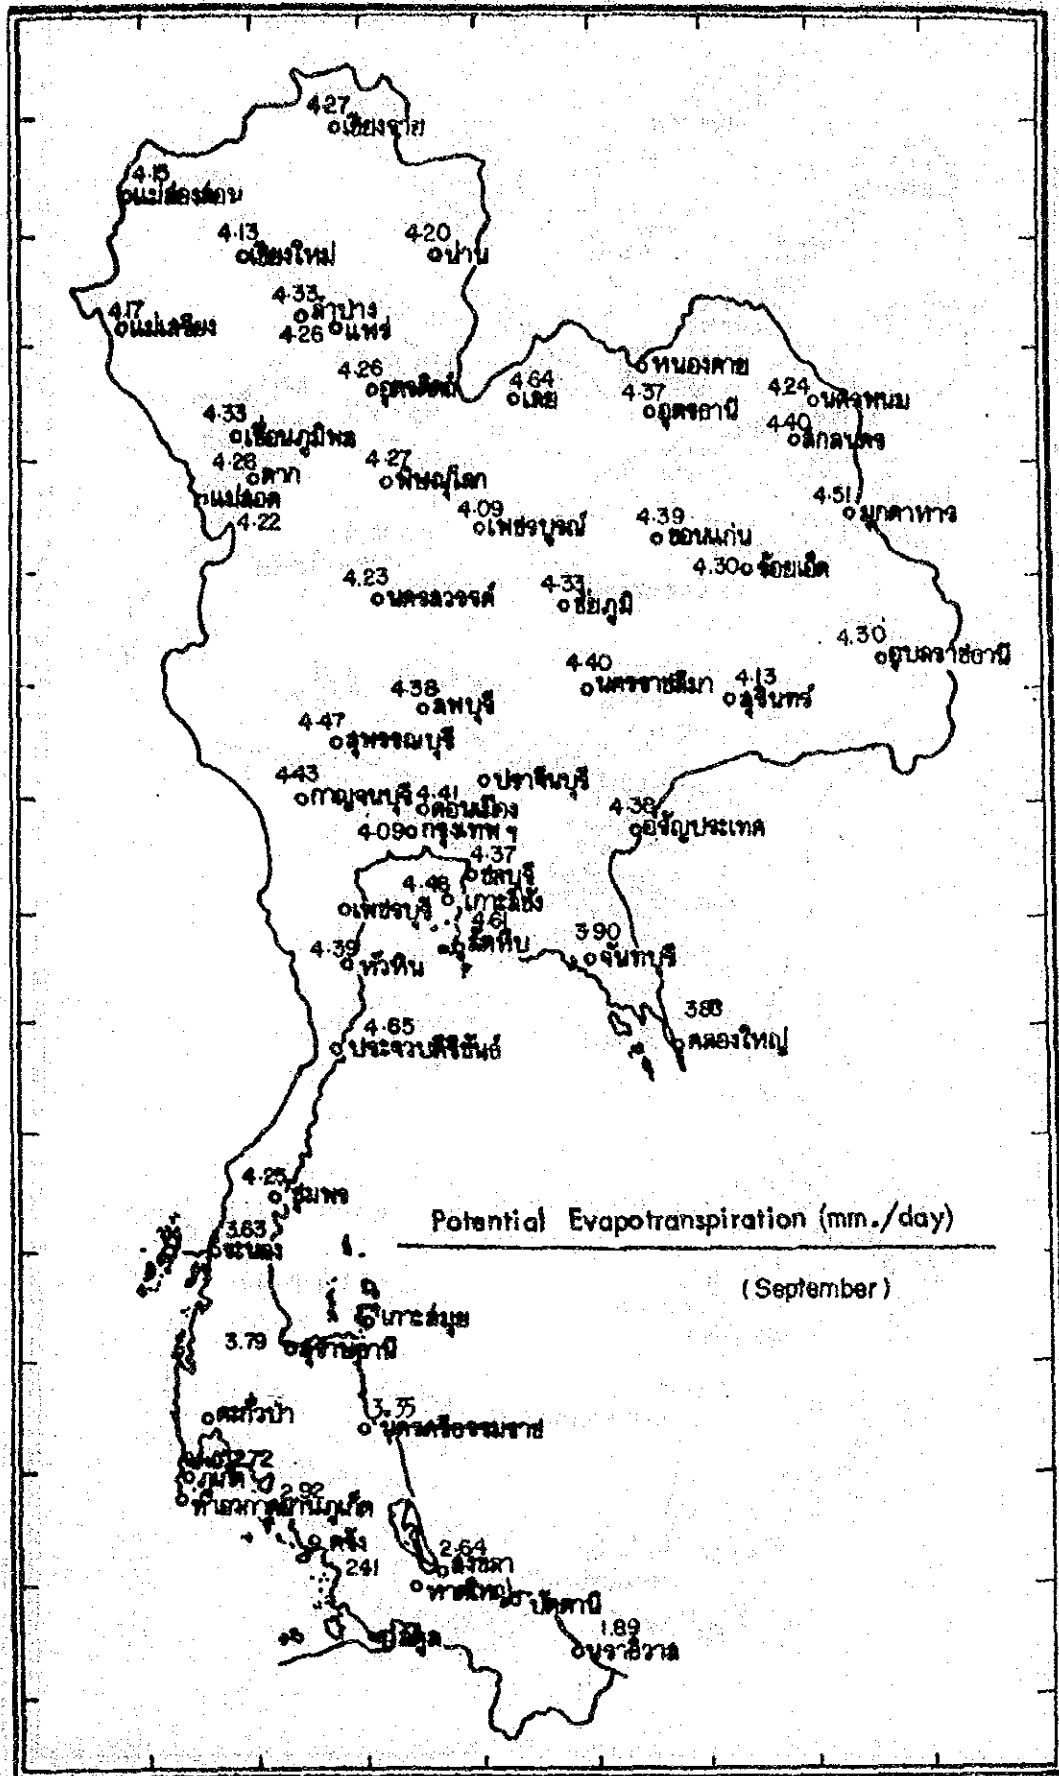 4.27
เชียงราย
4.15
แม่ฮ่องสอน
4.13
เชียงใหม่
4.20
น่าน
4.33
ลำปาง
4.17
แม่เสรียง
4.26
แพร่
4.26
อุตรดิตถ์
4.64
เลย
หนองคาย
4.37
อุดรธานี
4.24
นครพนม
4.40
สกลนคร
4.33
เขื่อนภูมิพล
4.28
ตาก
4.27
พิษณุโลก
แม่สอด
4.22
4.09
เพชรบูรณ์
4.39
ขอนแก่น
4.51
มุกดาหาร
4.30
ร้อยเอ็ด
4.23
นครสวรรค์
4.33
ชัยภูมิ
4.30
อุบลราชธานี
4.40
นครราชสีมา
4.13
สุรินทร์
4.38
ลพบุรี
4.47
สุพรรณบุรี
ปราจีนบุรี
4.43
กาญจนบุรี
4.41
ดอนเมือง
4.38
อรัญประเทศ
4.09
กรุงเทพฯ
4.37
ชลบุรี
4.48
เกาะสีชัง
เพชรบุรี
4.61
สัตหีบ
3.90
จันทบุรี
4.39
หัวหิน
คลองใหญ่
4.65
ประจวบคีรีขันธ์
4.25
ชุมพร
3.63
ระนอง
Potential Evapotranspiration (mm./day)
(September)
เกาะสมุย
3.79
สุราษฎร์ธานี
ตะกั่วป่า
3.35
นครศรีธรรมราช
2.72
ภูเก็ต
2.92
ท่าอากาศยานภูเก็ต
ตรัง
2.41
2.64
สงขลา
หาดใหญ่
ปัตตานี
1.89
นราธิวาส
สตูล